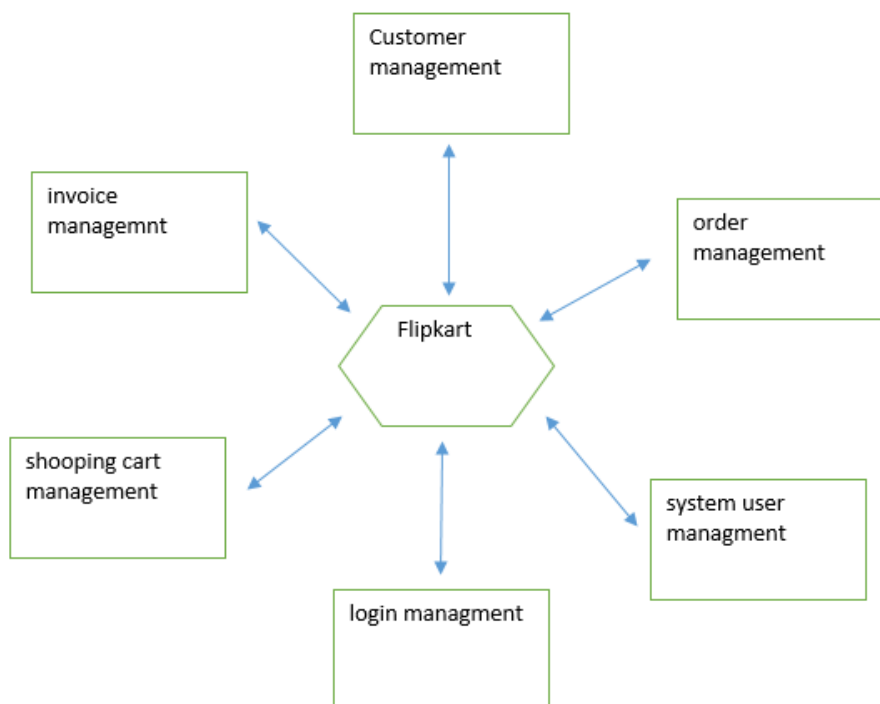 Customer
management
invoice
managemnt
order
management
Flipkart
shooping cart
management
system user
managment
login managment